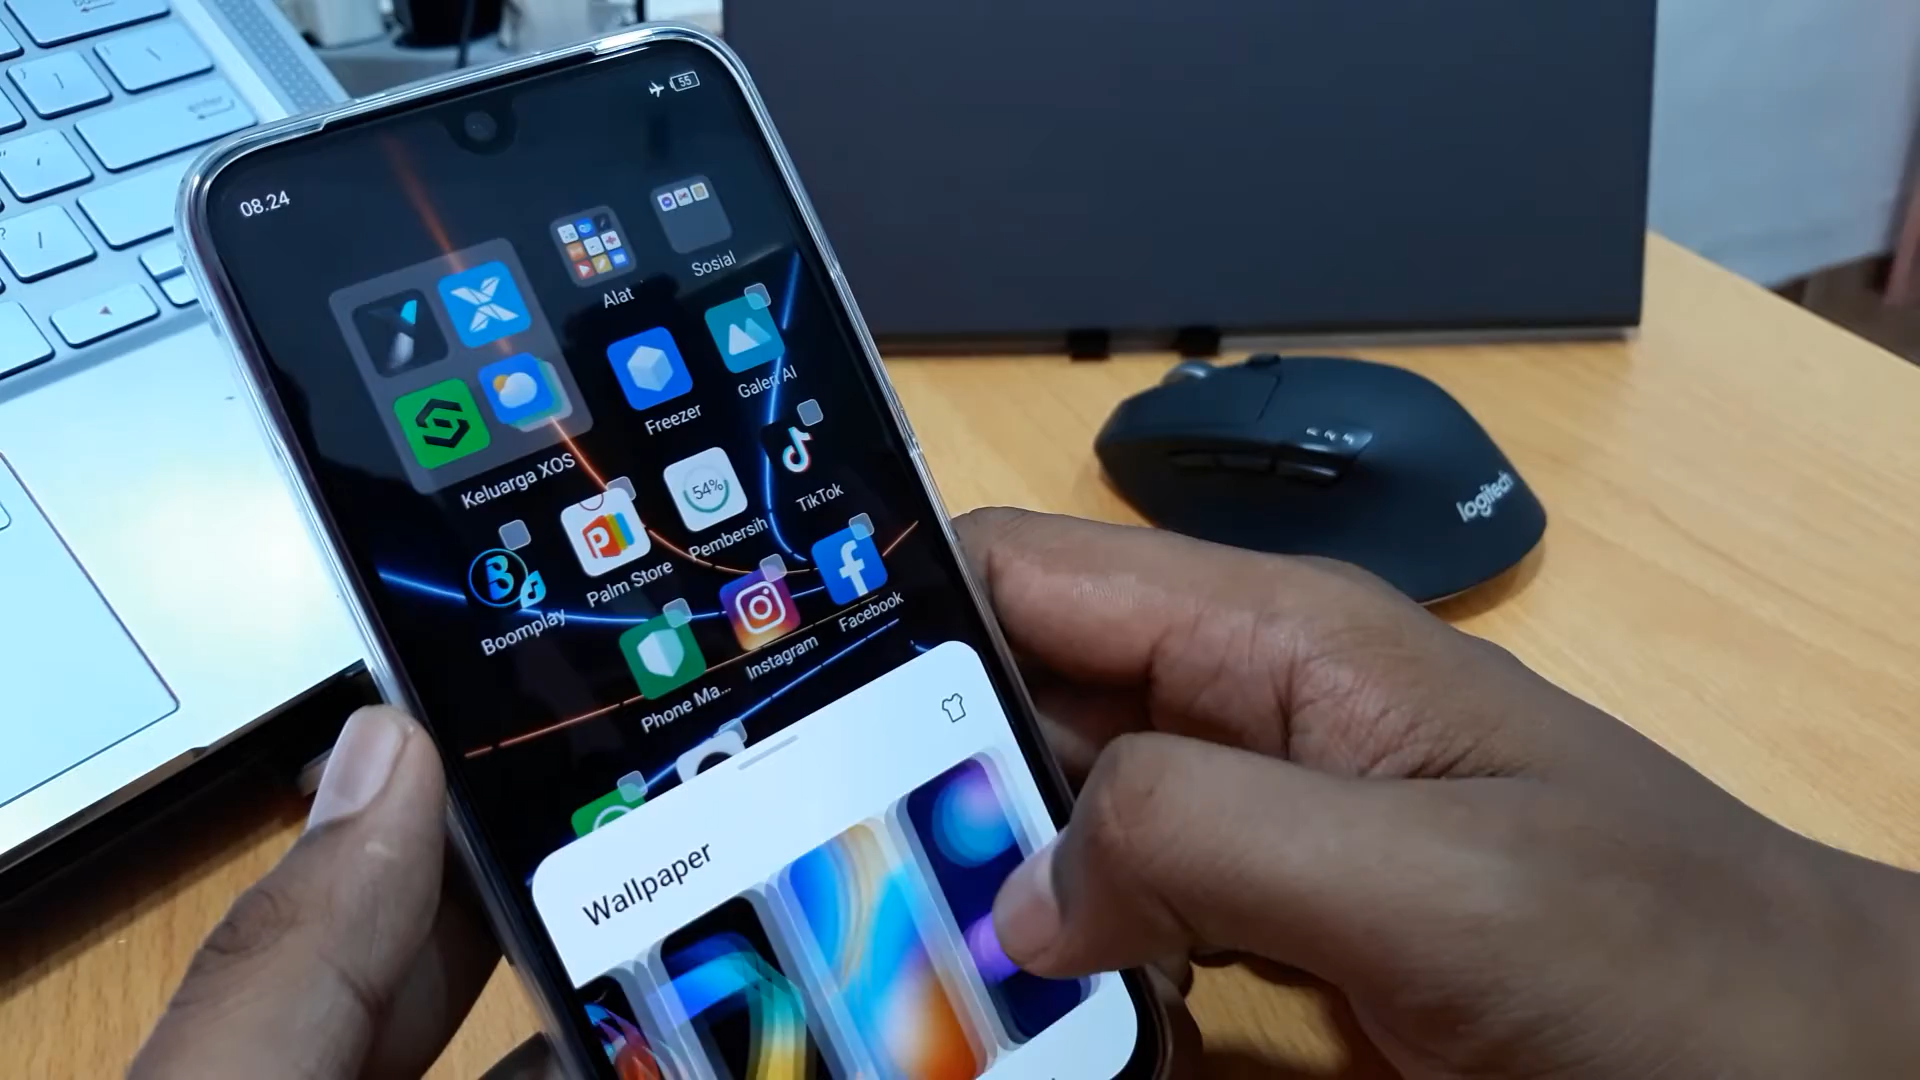 enter
08.24
55
Alat
Sosial
Keluarga XOS
Freezer
Galeri AI
54%
Boomplay
Palm Store
Pembersih
TikTok
Phone Ma...
Instagram
Facebook
Wallpaper
logitech